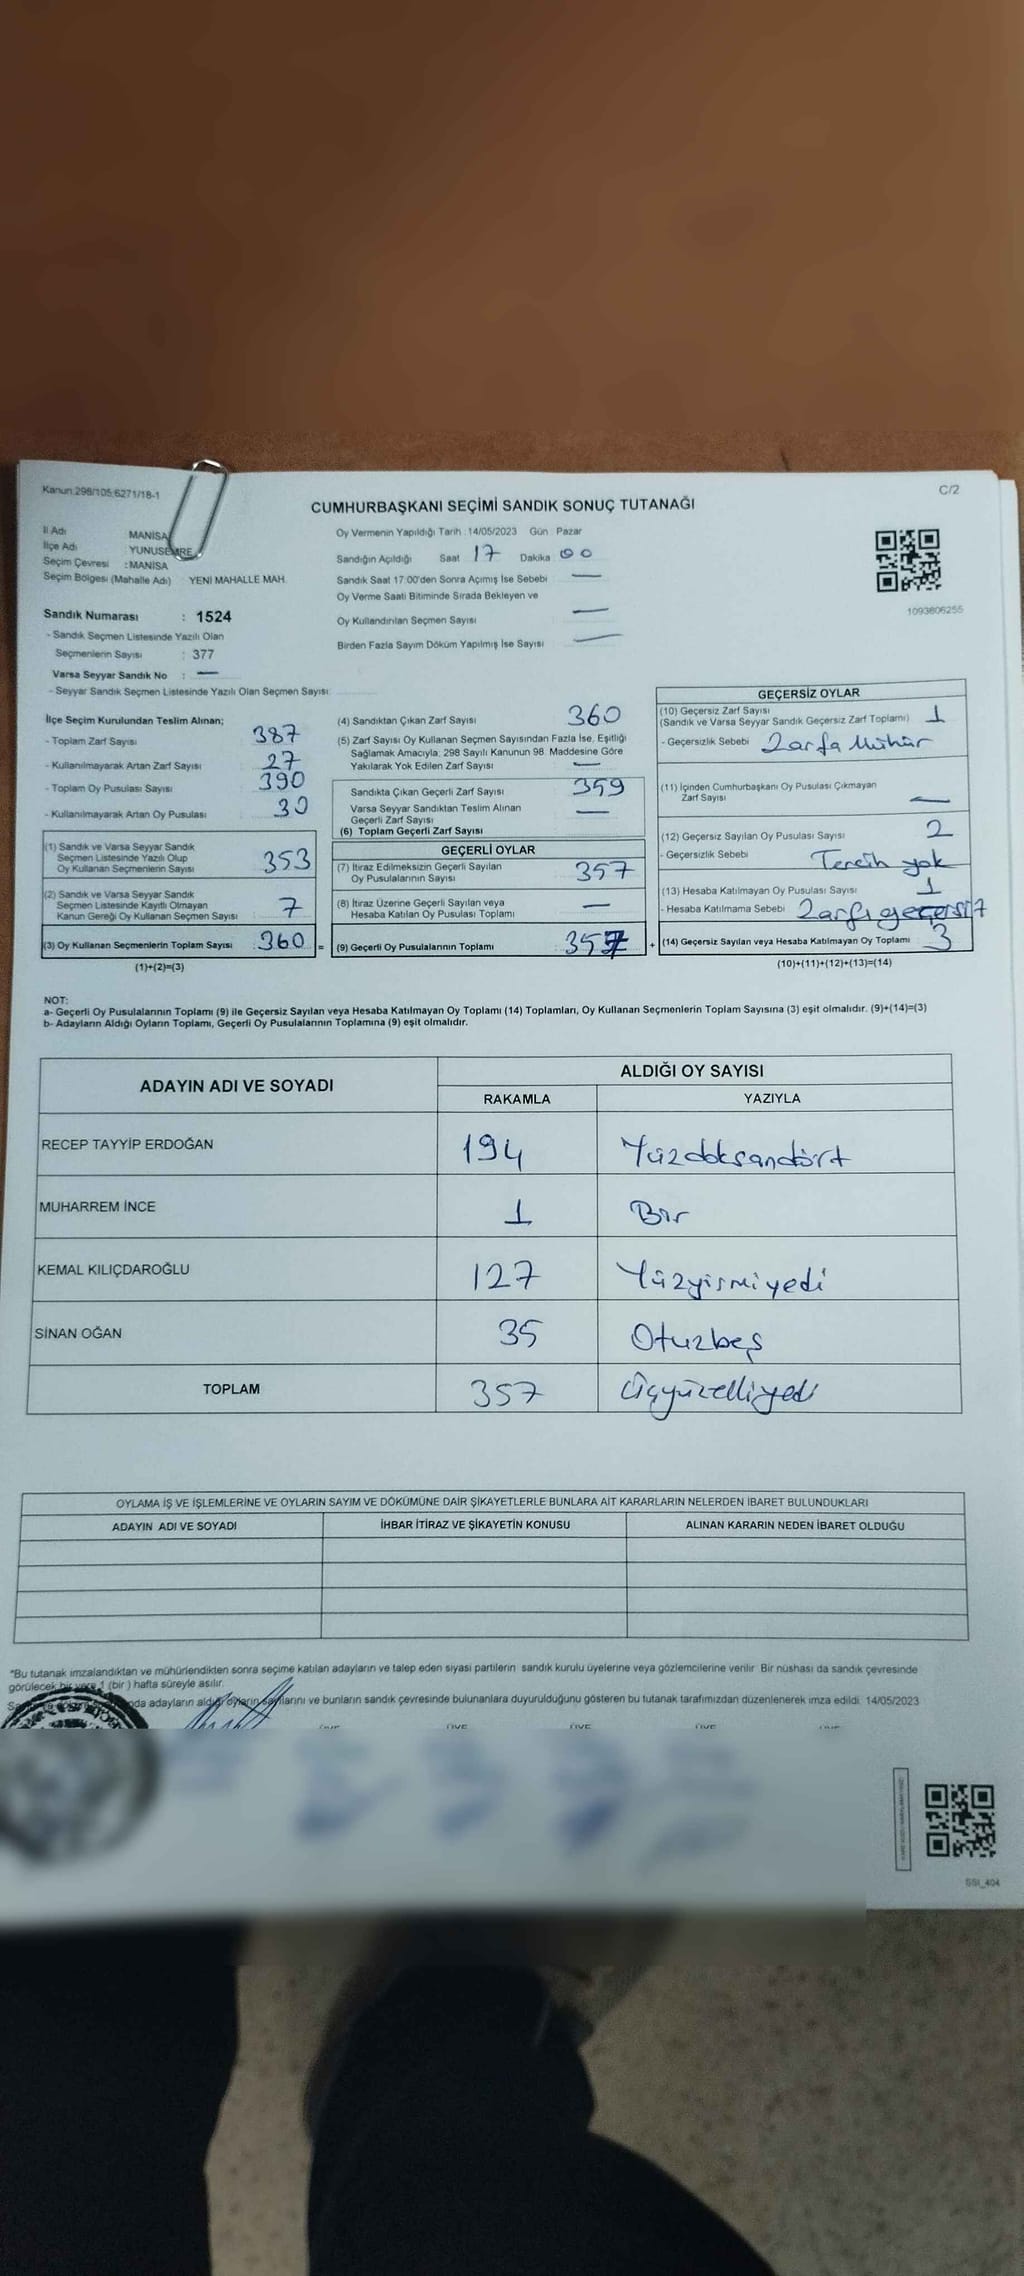 Kanun.298/105;6271/18-1
C/2
CUMHURBAŞKANI SEÇİMİ SANDIK SONUÇ TUTANAĞI
İl Adı MANİSA
İlçe Adı YUNUSEMRE
Seçim Çevresi :MANİSA
Seçim Bölgesi (Mahalle Adı) YENİ MAHALLE MAH.
Sandık Numarası : 1524
- Sandık Seçmen Listesinde Yazılı Olan
Seçmenlerin Sayısı : 377
Varsa Seyyar Sandık No : —
- Seyyar Sandık Seçmen Listesinde Yazılı Olan Seçmen Sayısı:
Oy Vermenin Yapıldığı Tarih :14/05/2023 Gün Pazar
Sandığın Açıldığı Saat 17 Dakika 00
Sandık Saat 17:00'den Sonra Açımış İse Sebebi —
Oy Verme Saati Bitiminde Sırada Bekleyen ve
Oy Kullandırılan Seçmen Sayısı —
Birden Fazla Sayım Döküm Yapılmış İse Sayısı —
1093806255
İlçe Seçim Kurulundan Teslim Alınan;
- Toplam Zarf Sayısı 387
- Kullanılmayarak Artan Zarf Sayısı 27
- Toplam Oy Pusulası Sayısı 390
- Kullanılmayarak Artan Oy Pusulası 30
(1) Sandık ve Varsa Seyyar Sandık
Seçmen Listesinde Yazılı Olup
Oy Kullanan Seçmenlerin Sayısı 353
(2) Sandık ve Varsa Seyyar Sandık
Seçmen Listesinde Kayıtlı Olmayan
Kanun Gereği Oy Kullanan Seçmen Sayısı 7
(3) Oy Kullanan Seçmenlerin Toplam Sayısı 360 =
(1)+(2)=(3)
(4) Sandıktan Çıkan Zarf Sayısı 360
(5) Zarf Sayısı Oy Kullanan Seçmen Sayısından Fazla İse, Eşitliği
Sağlamak Amacıyla, 298 Sayılı Kanunun 98. Maddesine Göre
Yakılarak Yok Edilen Zarf Sayısı —
Sandıkta Çıkan Geçerli Zarf Sayısı 359
Varsa Seyyar Sandıktan Teslim Alınan
Geçerli Zarf Sayısı —
(6) Toplam Geçerli Zarf Sayısı
GEÇERLİ OYLAR
(7) İtiraz Edilmeksizin Geçerli Sayılan
Oy Pusulalarının Sayısı 357
(8) İtiraz Üzerine Geçerli Sayılan veya
Hesaba Katılan Oy Pusulası Toplamı —
(9) Geçerli Oy Pusulalarının Toplamı 357 +
GEÇERSİZ OYLAR
(10) Geçersiz Zarf Sayısı
(Sandık ve Varsa Seyyar Sandık Geçersiz Zarf Toplamı) 1
- Geçersizlik Sebebi Zarfa Mühür
(11) İçinden Cumhurbaşkanı Oy Pusulası Çıkmayan
Zarf Sayısı —
(12) Geçersiz Sayılan Oy Pusulası Sayısı 2
- Geçersizlik Sebebi Tercih yok
(13) Hesaba Katılmayan Oy Pusulası Sayısı 1
- Hesaba Katılmama Sebebi Zarfı geçersiz
(14) Geçersiz Sayılan veya Hesaba Katılmayan Oy Toplamı 3
(10)+(11)+(12)+(13)=(14)
NOT:
a- Geçerli Oy Pusulalarının Toplamı (9) ile Geçersiz Sayılan veya Hesaba Katılmayan Oy Toplamı (14) Toplamları, Oy Kullanan Seçmenlerin Toplam Sayısına (3) eşit olmalıdır. (9)+(14)=(3)
b- Adayların Aldığı Oyların Toplamı, Geçerli Oy Pusulalarının Toplamına (9) eşit olmalıdır.
ADAYIN ADI VE SOYADI ALDIĞI OY SAYISI
RAKAMLA YAZIYLA
RECEP TAYYİP ERDOĞAN 194 Yüzdoksandört
MUHARREM İNCE 1 Bir
KEMAL KILIÇDAROĞLU 127 Yüzyirmiyedi
SİNAN OĞAN 35 Otuzbeş
TOPLAM 357 Üçyüzelliyedi
OYLAMA İŞ VE İŞLEMLERİNE VE OYLARIN SAYIM VE DÖKÜMÜNE DAİR ŞİKAYETLERLE BUNLARA AİT KARARLARIN NELERDEN İBARET BULUNDUKLARI
ADAYIN ADI VE SOYADI İHBAR İTİRAZ VE ŞİKAYETİN KONUSU ALINAN KARARIN NEDEN İBARET OLDUĞU
"Bu tutanak imzalandıktan ve mühürlendikten sonra seçime katılan adayların ve talep eden siyasi partilerin sandık kurulu üyelerine veya gözlemcilerine verilir. Bir nüshası da sandık çevresinde
görülecek bir yere 1 (bir ) hafta süreyle asılır.
adayların aldığı oyların sayılarını ve bunların sandık çevresinde bulunanlara duyurulduğunu gösteren bu tutanak tarafımızdan düzenlenerek imza edildi. 14/05/2023
SSI_404